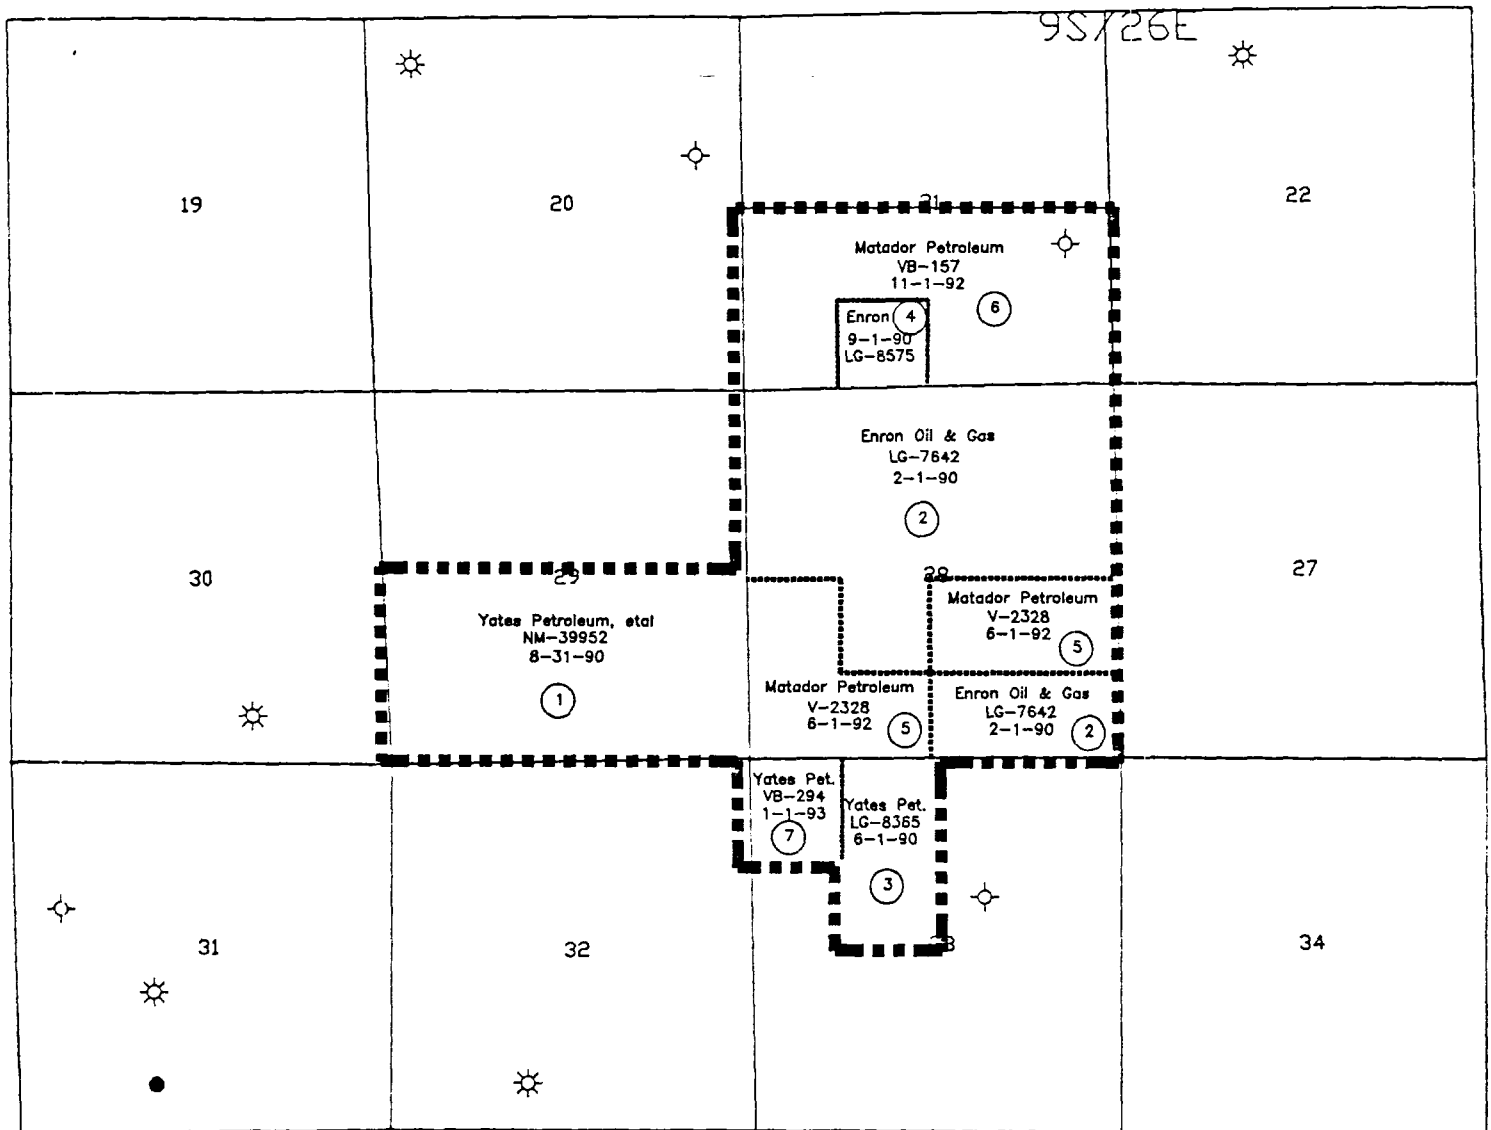 9S/26E
19
20
21
22
Matador Petroleum
VB-157
11-1-92
6
Enron
4
9-1-90
LG-8575
30
29
28
27
Enron Oil & Gas
LG-7642
2-1-90
2
Yates Petroleum, etal
NM-39952
8-31-90
1
Matador Petroleum
V-2328
6-1-92
5
Matador Petroleum
V-2328
6-1-92
5
Enron Oil & Gas
LG-7642
2-1-90
2
Yates Pet.
VB-294
1-1-93
7
Yates Pet.
LG-8365
6-1-90
3
31
32
33
34